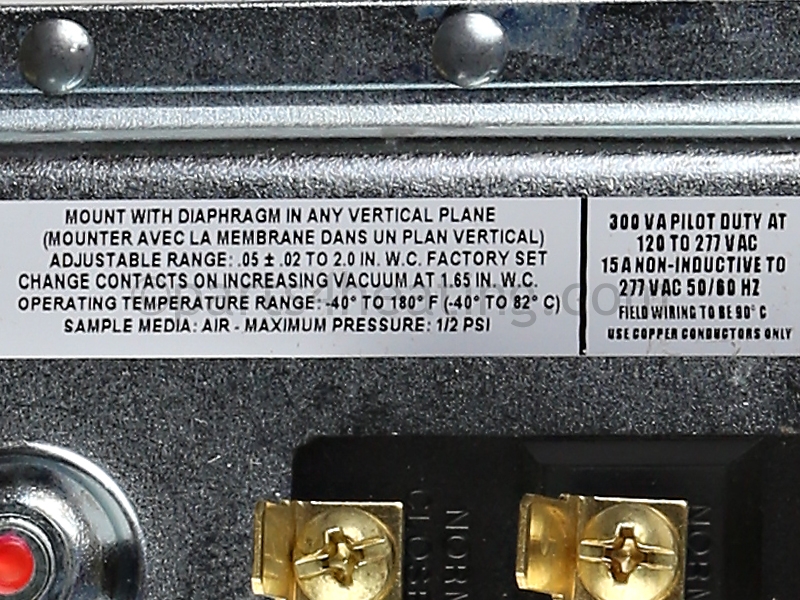 MOUNT WITH DIAPHRAGM IN ANY VERTICAL PLANE
(MOUNTER AVEC LA MEMBRANE DANS UN PLAN VERTICAL)
ADJUSTABLE RANGE: .05 ± .02 TO 2.0 IN. W.C. FACTORY SET
CHANGE CONTACTS ON INCREASING VACUUM AT 1.65 IN. W.C.
OPERATING TEMPERATURE RANGE: -40° TO 180° F (-40° TO 82° C)
SAMPLE MEDIA: AIR - MAXIMUM PRESSURE: 1/2 PSI
300 VA PILOT DUTY AT
120 TO 277 VAC
15 A NON-INDUCTIVE TO
277 VAC 50/60 HZ
FIELD WIRING TO BE 90° C
USE COPPER CONDUCTORS ONLY
parts4heating.com